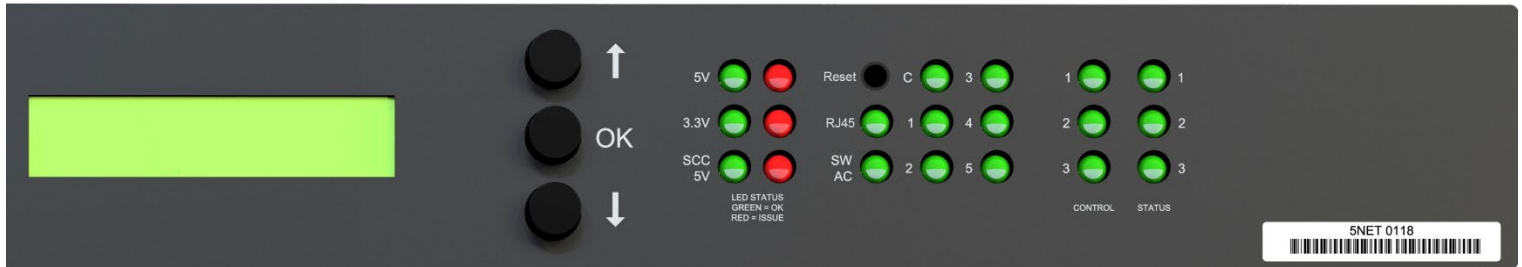 ↑
OK
↓
5V
3.3V
SCC
5V
LED STATUS
GREEN = OK
RED = ISSUE
Reset
RJ45
SW
AC
C
1
2
3
4
5
1
2
3
CONTROL
1
2
3
STATUS
5NET 0118